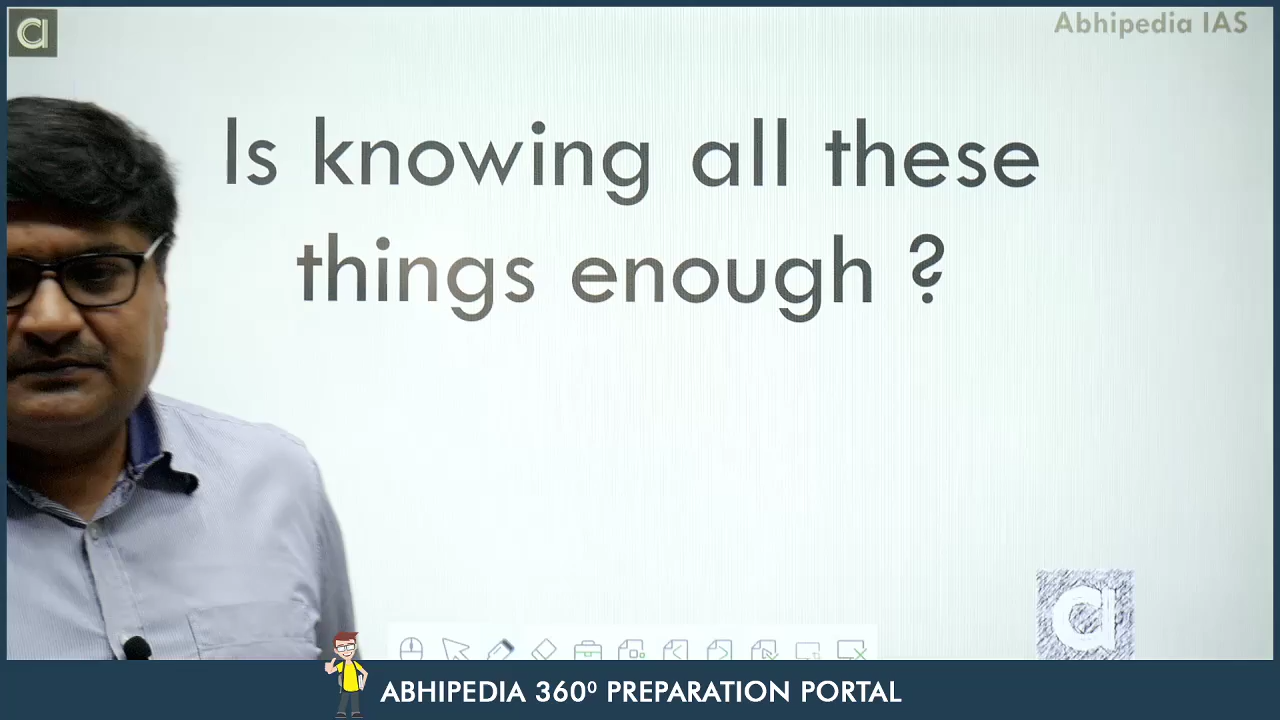 Abhipedia IAS
Is knowing all these
things enough ?
ABHIPEDIA 360⁰ PREPARATION PORTAL